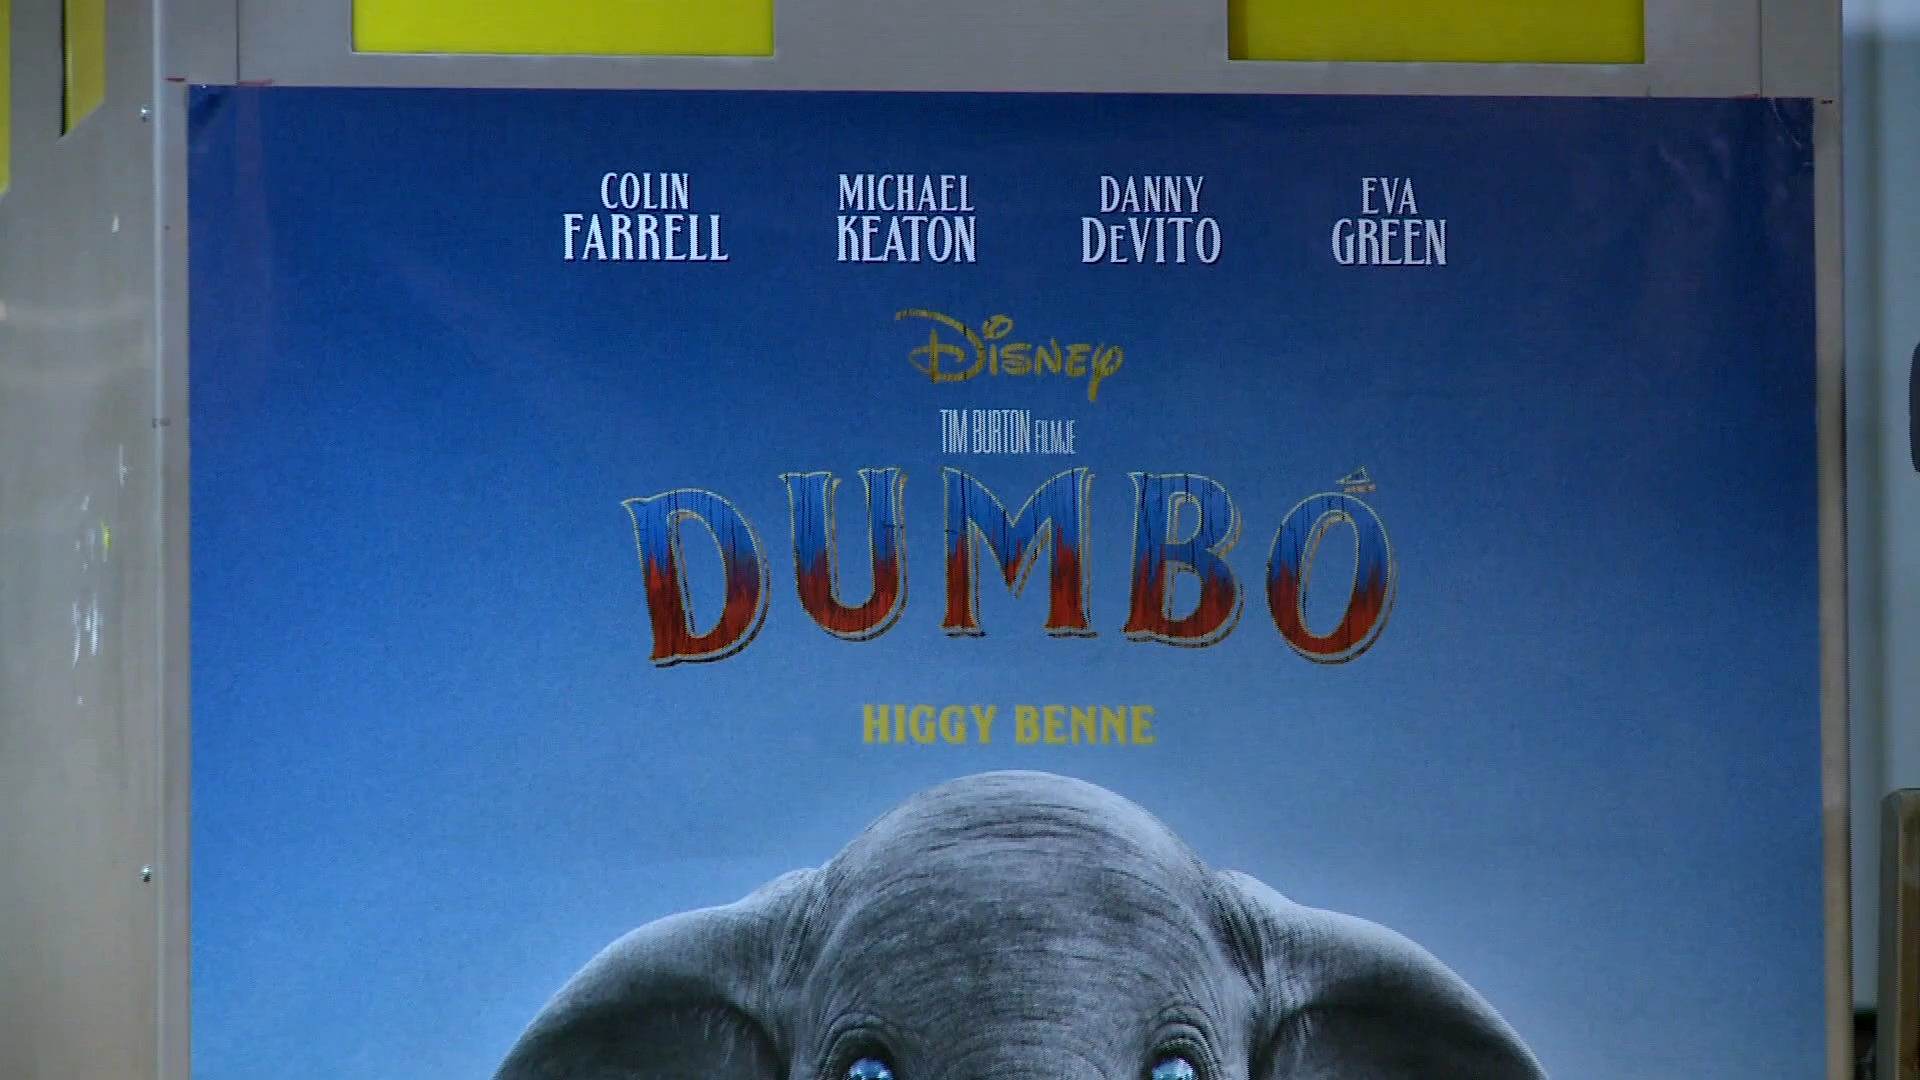 COLIN FARRELL
MICHAEL KEATON
DANNY DeVITO
EVA GREEN
Disney
TIM BURTON FILMJE
DUMBÓ
HIGGY BENNE